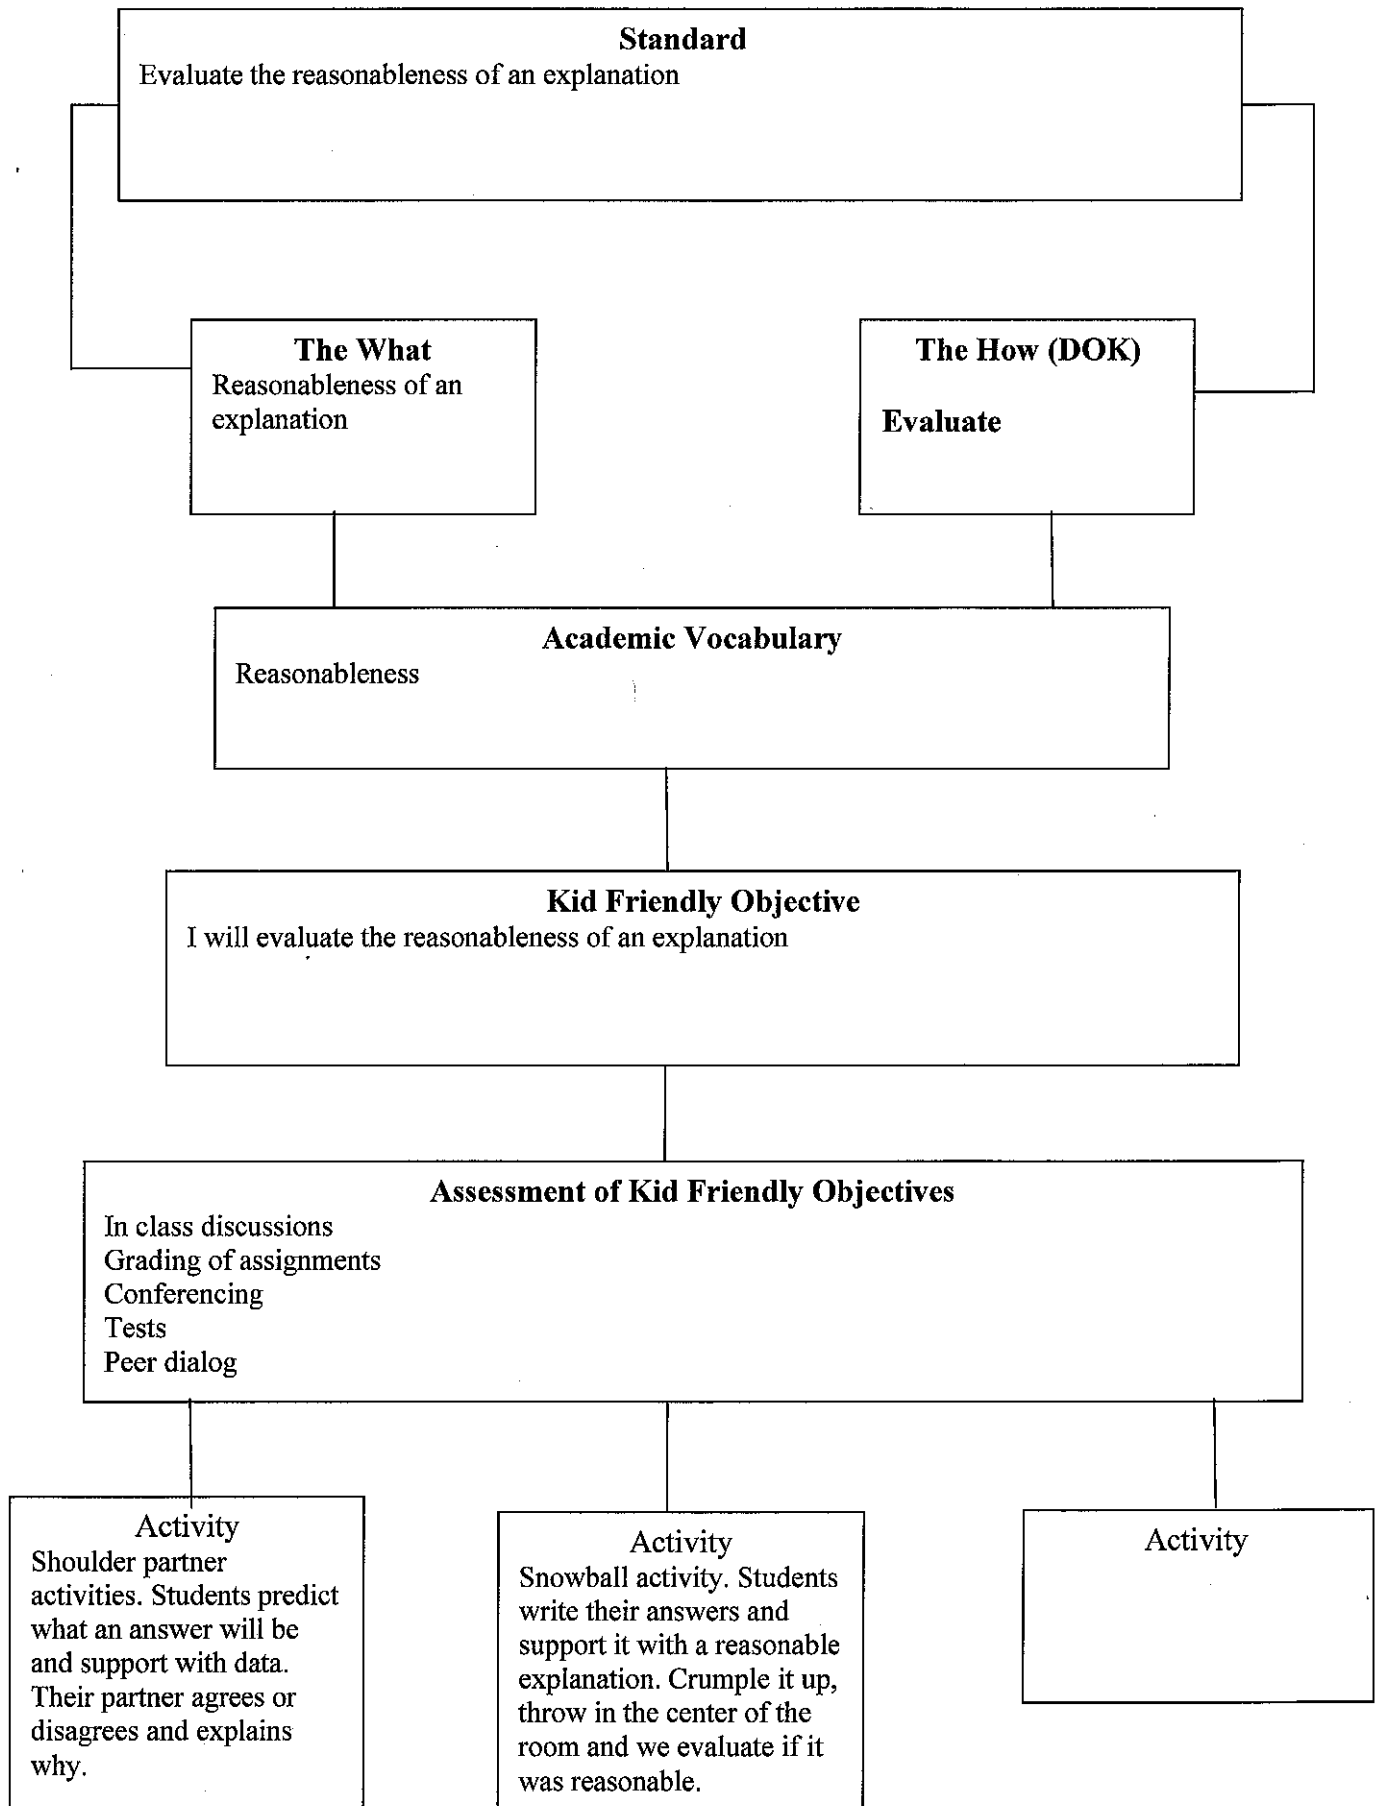 Standard
Evaluate the reasonableness of an explanation
The What
Reasonableness of an
explanation
The How (DOK)
Evaluate
Academic Vocabulary
Reasonableness
Kid Friendly Objective
I will evaluate the reasonableness of an explanation
Assessment of Kid Friendly Objectives
In class discussions
Grading of assignments
Conferencing
Tests
Peer dialog
Activity
Shoulder partner
activities. Students predict
what an answer will be
and support with data.
Their partner agrees or
disagrees and explains
why.
Activity
Snowball activity. Students
write their answers and
support it with a reasonable
explanation. Crumple it up,
throw in the center of the
room and we evaluate if it
was reasonable.
Activity